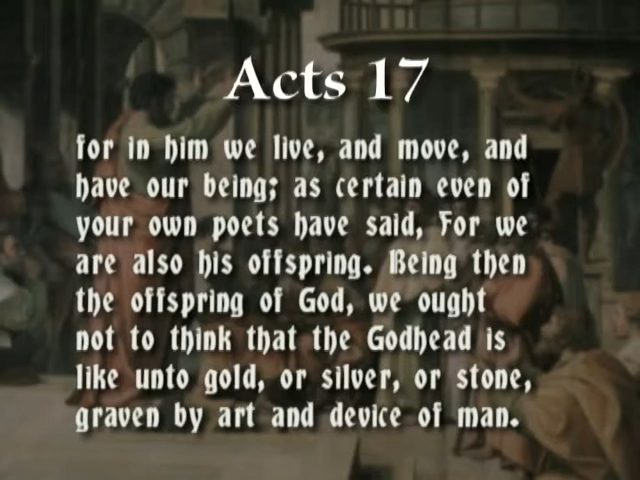 Acts 17
for in him we live, and move, and
have our being; as certain even of
your own poets have said, For we
are also his offspring. Being then
the offspring of God, we ought
not to think that the Godhead is
like unto gold, or silver, or stone,
graven by art and device of man.